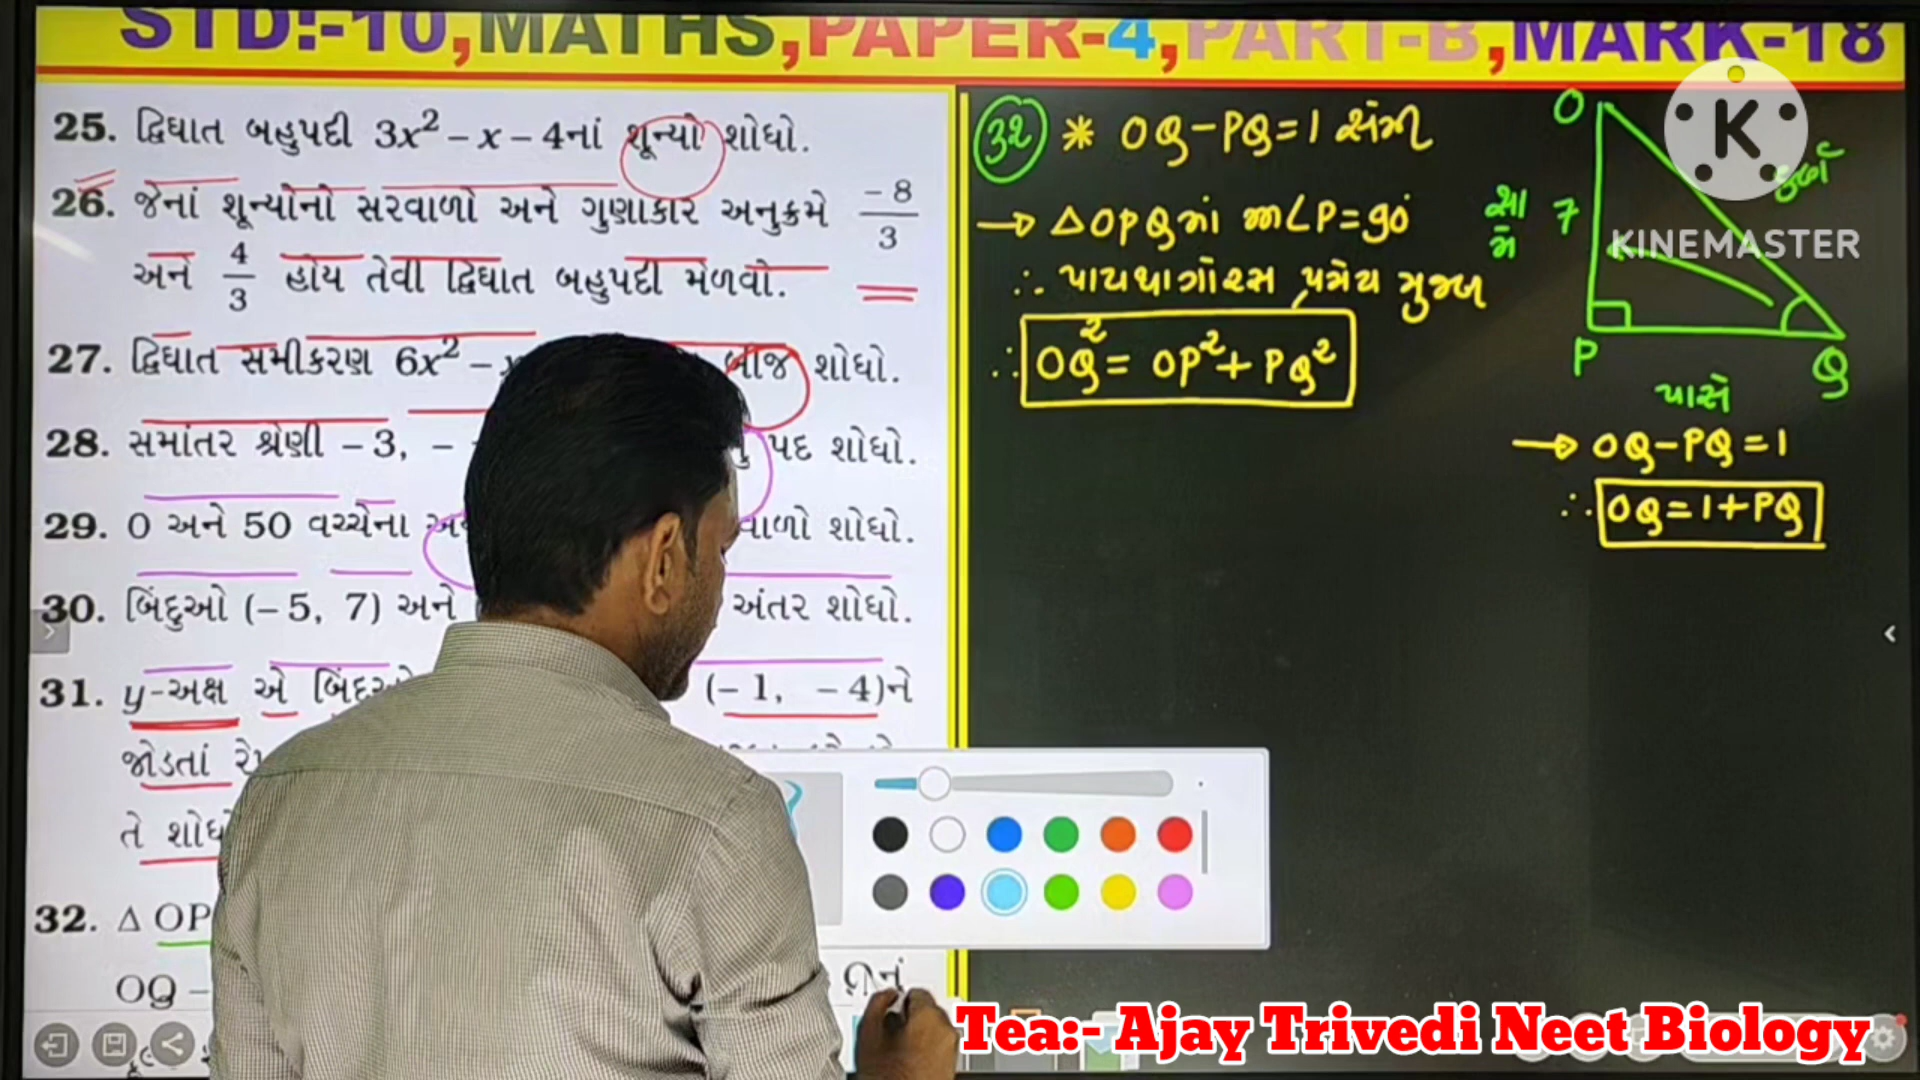 STD:-10,MATHS,PAPER-4,PART-B,MARK-18
25. દ્વિઘાત બહુપદી 3x² – x – 4નાં શૂન્યો શોધો.
26. જેનાં શૂન્યોનો સરવાળો અને ગુણાકાર અનુક્રમે –8/3
અને 4/3 હોય તેવી દ્વિઘાત બહુપદી મેળવો.
27. દ્વિઘાત સમીકરણ 6x² – બીજ શોધો.
28. સમાંતર શ્રેણી – 3, – પદ શોધો.
29. 0 અને 50 વચ્ચેના શોધો.
30. બિંદુઓ (– 5, 7) અને અંતર શોધો.
31. y-અક્ષ એ (– 1, – 4)ને
જોડતાં
તે
32. △ OP
OQ –
32 * OQ – PQ = 1 સેમી
→ △OPQમાં m∠P = 90
∴ પાયથાગોરસ પ્રમેય મુજબ
∴ OQ² = OP² + PQ²
O
કર્ણ
સામે
7
P
Q
પાસે
→ OQ – PQ = 1
∴ OQ = 1 + PQ
K
KINEMASTER
Tea:- Ajay Trivedi Neet Biology